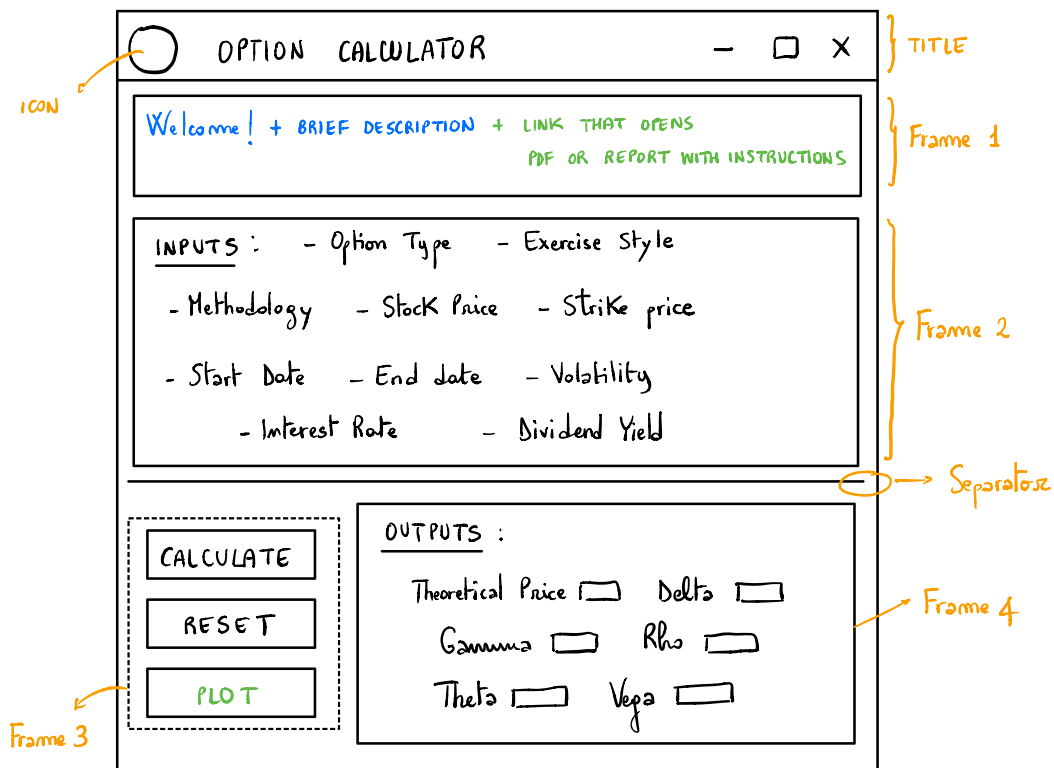 OPTION CALCULATOR – □ X
TITLE
ICON
Welcome! + BRIEF DESCRIPTION + LINK THAT OPENS
PDF OR REPORT WITH INSTRUCTIONS
Frame 1
INPUTS : - Option Type - Exercise Style
- Methodology - Stock Price - Strike price
Frame 2
- Start Date - End date - Volatility
- Interest Rate - Dividend Yield
Separator
OUTPUTS :
CALCULATE
Theoretical Price Delta
Frame 4
RESET
Gamma Rho
PLOT
Theta Vega
Frame 3